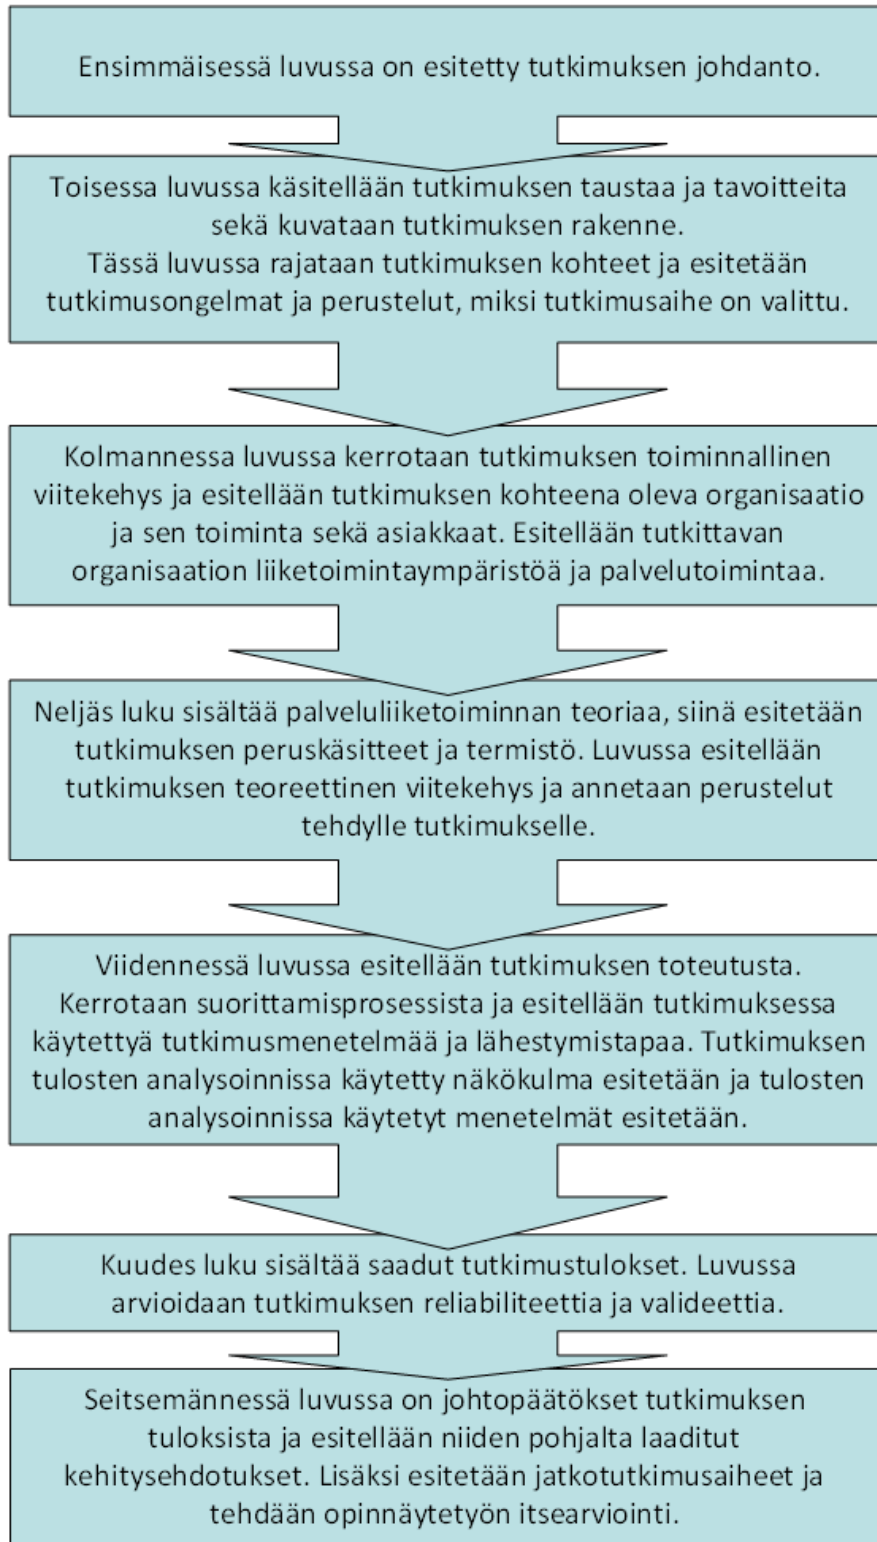 Ensimmäisessä luvussa on esitetty tutkimuksen johdanto.
Toisessa luvussa käsitellään tutkimuksen taustaa ja tavoitteita
sekä kuvataan tutkimuksen rakenne.
Tässä luvussa rajataan tutkimuksen kohteet ja esitetään
tutkimusongelmat ja perustelut, miksi tutkimusaihe on valittu.
Kolmannessa luvussa kerrotaan tutkimuksen toiminnallinen
viitekehys ja esitellään tutkimuksen kohteena oleva organisaatio
ja sen toiminta sekä asiakkaat. Esitellään tutkittavan
organisaation liiketoimintaympäristöä ja palvelutoimintaa.
Neljäs luku sisältää palveluliiketoiminnan teoriaa, siinä esitetään
tutkimuksen peruskäsitteet ja termistö. Luvussa esitellään
tutkimuksen teoreettinen viitekehys ja annetaan perustelut
tehdylle tutkimukselle.
Viidennessä luvussa esitellään tutkimuksen toteutusta.
Kerrotaan suorittamisprosessista ja esitellään tutkimuksessa
käytettyä tutkimusmenetelmää ja lähestymistapaa. Tutkimuksen
tulosten analysoinnissa käytetty näkökulma esitetään ja tulosten
analysoinnissa käytetyt menetelmät esitetään.
Kuudes luku sisältää saadut tutkimustulokset. Luvussa
arvioidaan tutkimuksen reliabiliteettia ja valideettia.
Seitsemännessä luvussa on johtopäätökset tutkimuksen
tuloksista ja esitellään niiden pohjalta laaditut
kehitysehdotukset. Lisäksi esitetään jatkotutkimusaiheet ja
tehdään opinnäytetyön itsearviointi.